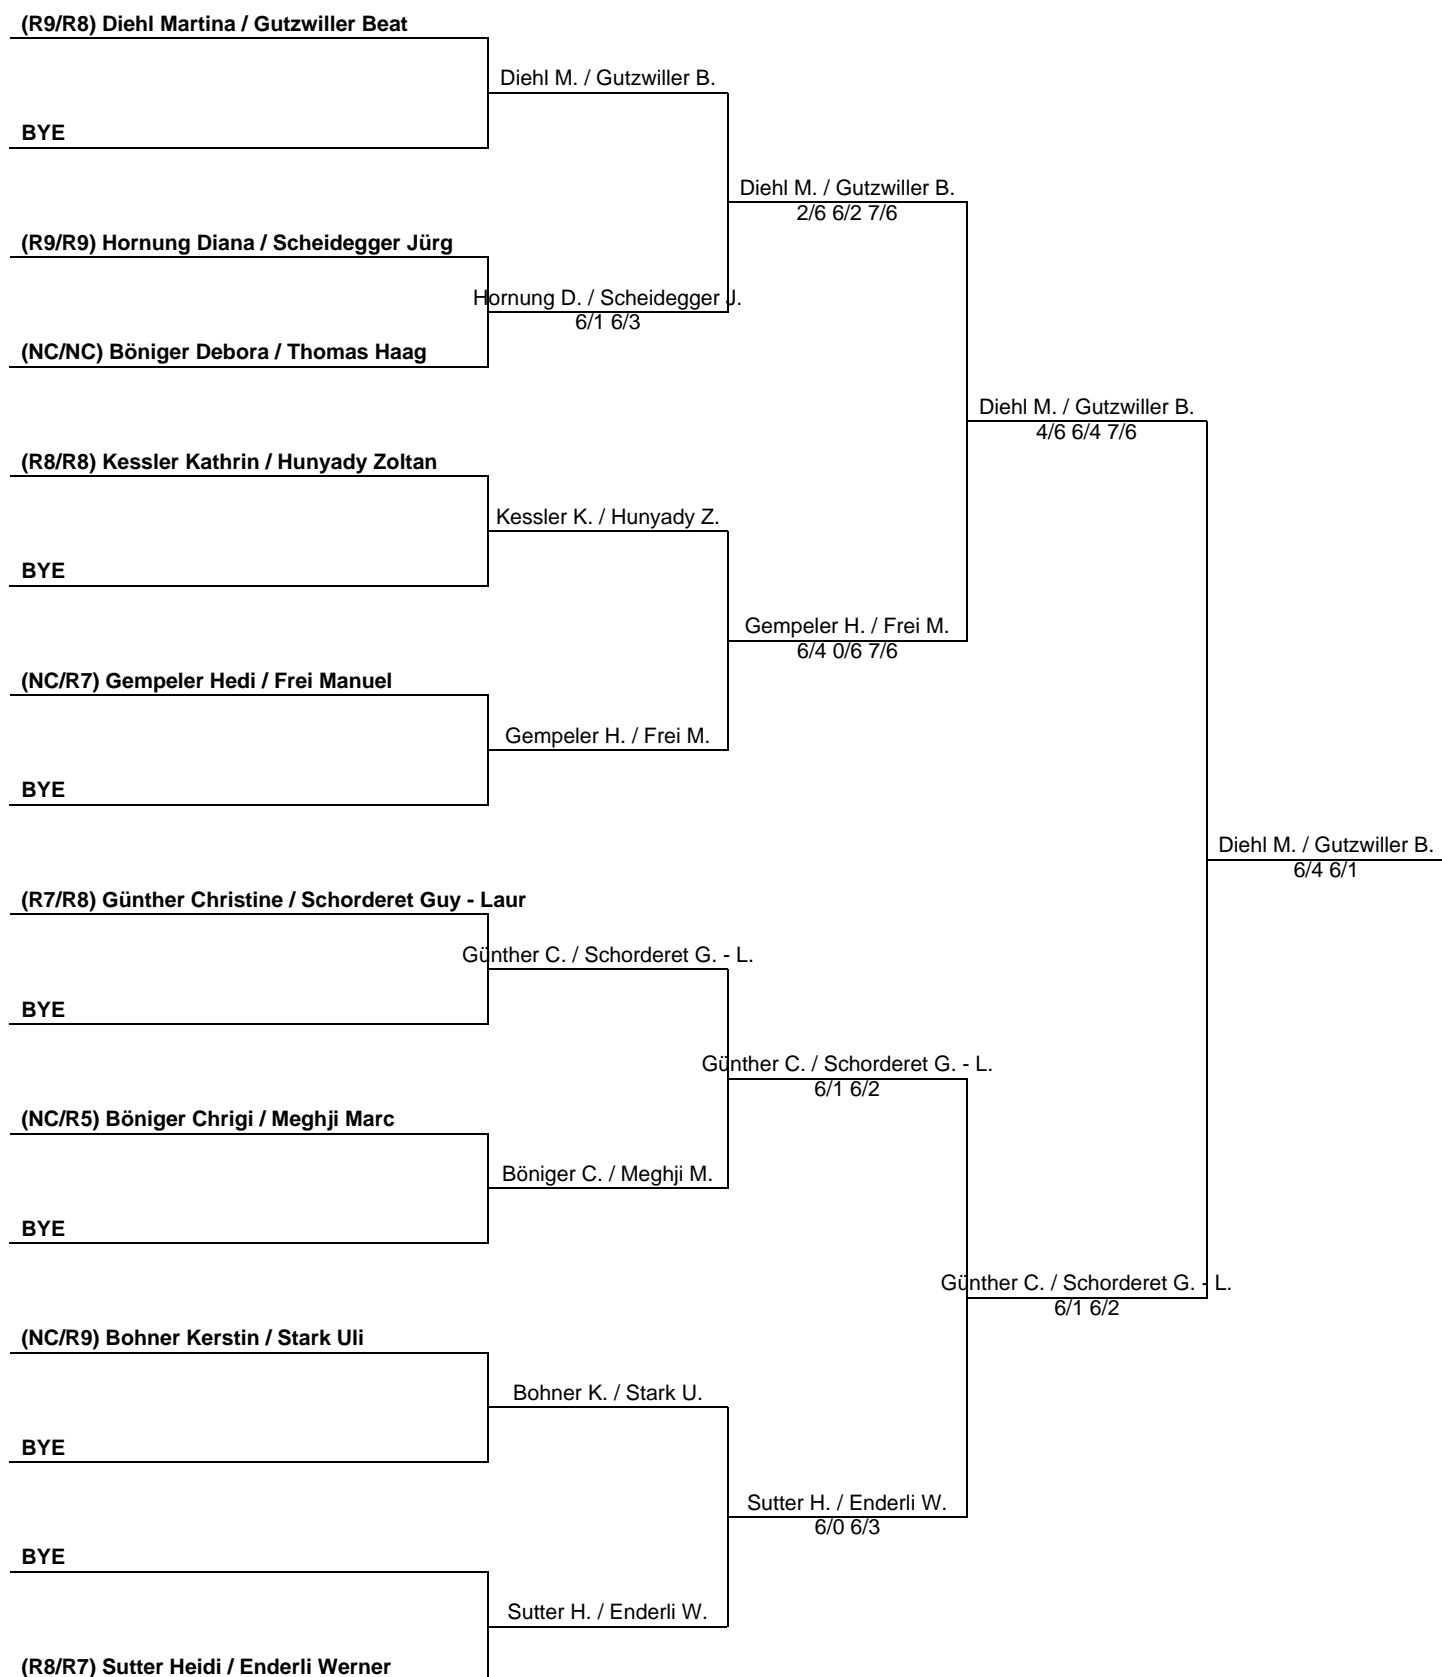 (R9/R8) Diehl Martina / Gutzwiller Beat
Diehl M. / Gutzwiller B.
BYE
Diehl M. / Gutzwiller B.
2/6 6/2 7/6
(R9/R9) Hornung Diana / Scheidegger Jürg
Hornung D. / Scheidegger J.
6/1 6/3
(NC/NC) Böniger Debora / Thomas Haag
Diehl M. / Gutzwiller B.
4/6 6/4 7/6
(R8/R8) Kessler Kathrin / Hunyady Zoltan
Kessler K. / Hunyady Z.
BYE
Gempeler H. / Frei M.
6/4 0/6 7/6
(NC/R7) Gempeler Hedi / Frei Manuel
Gempeler H. / Frei M.
BYE
Diehl M. / Gutzwiller B.
6/4 6/1
(R7/R8) Günther Christine / Schorderet Guy - Laur
Günther C. / Schorderet G. - L.
BYE
Günther C. / Schorderet G. - L.
6/1 6/2
(NC/R5) Böniger Chrigi / Meghji Marc
Böniger C. / Meghji M.
BYE
Günther C. / Schorderet G. - L.
6/1 6/2
(NC/R9) Bohner Kerstin / Stark Uli
Bohner K. / Stark U.
BYE
Sutter H. / Enderli W.
6/0 6/3
BYE
Sutter H. / Enderli W.
(R8/R7) Sutter Heidi / Enderli Werner